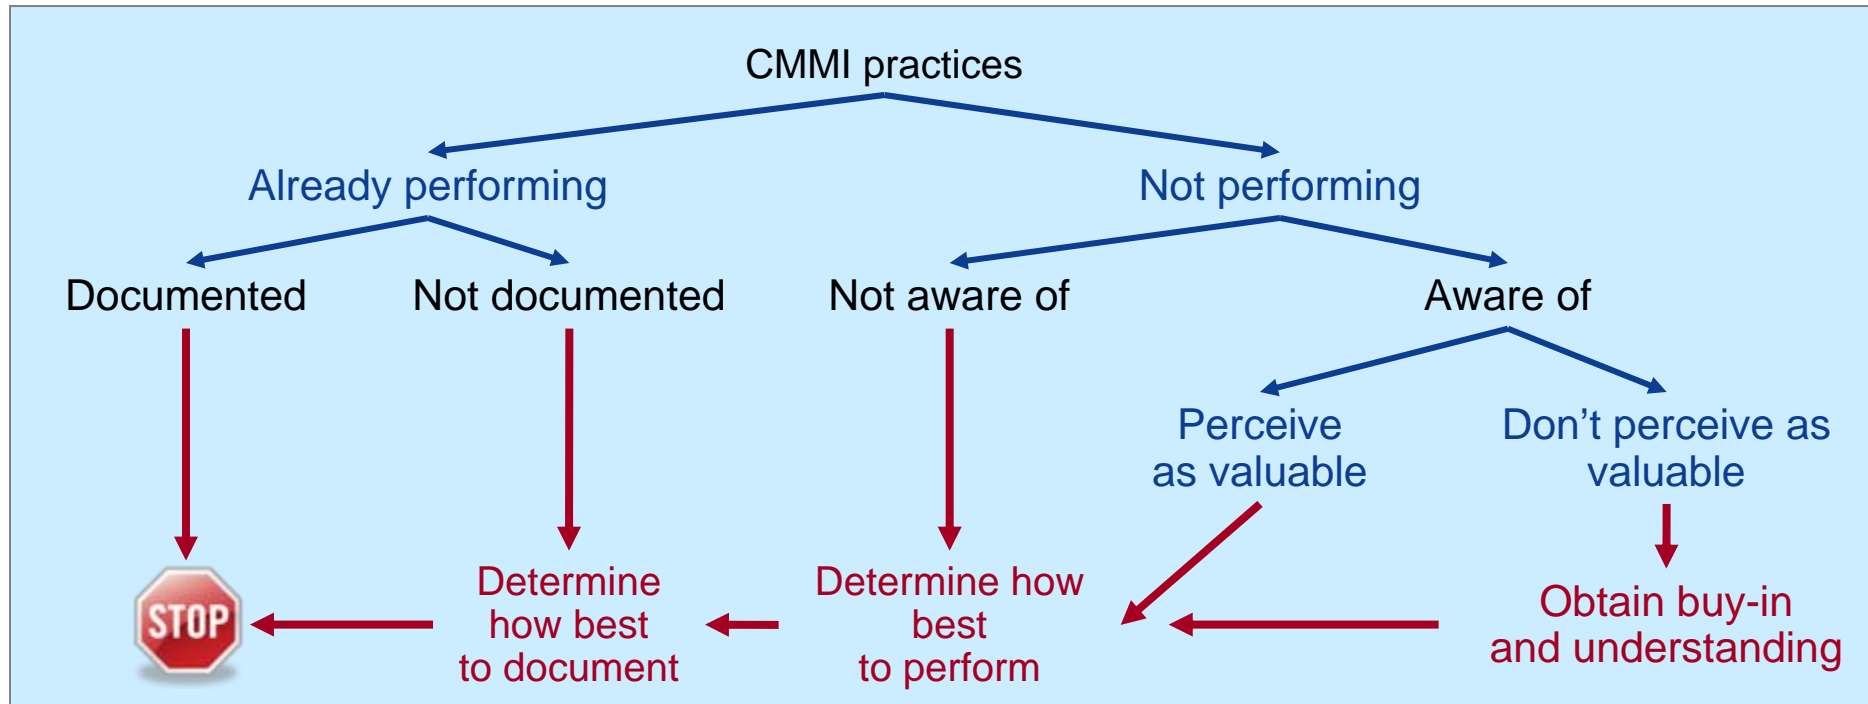 CMMI practices
Already performing
Not performing
Documented
Not documented
Not aware of
Aware of
Perceive
as valuable
Don’t perceive as
valuable
STOP
Determine
how best
to document
Determine how
best
to perform
Obtain buy-in
and understanding